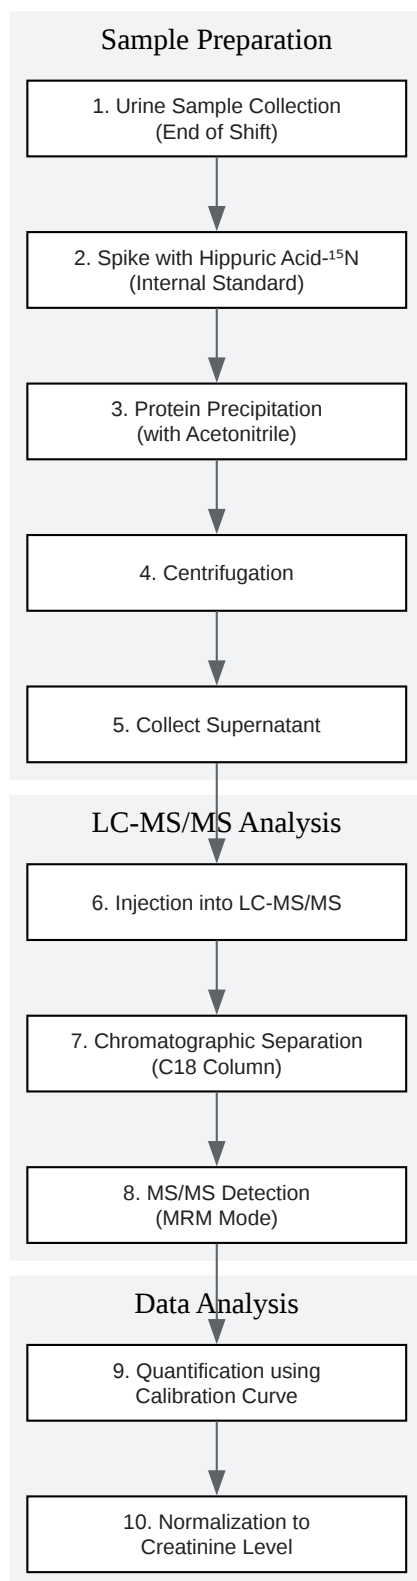 Sample Preparation
1. Urine Sample Collection
(End of Shift)
2. Spike with Hippuric Acid-¹⁵N
(Internal Standard)
3. Protein Precipitation
(with Acetonitrile)
4. Centrifugation
5. Collect Supernatant
LC-MS/MS Analysis
6. Injection into LC-MS/MS
7. Chromatographic Separation
(C18 Column)
8. MS/MS Detection
(MRM Mode)
Data Analysis
9. Quantification using
Calibration Curve
10. Normalization to
Creatinine Level